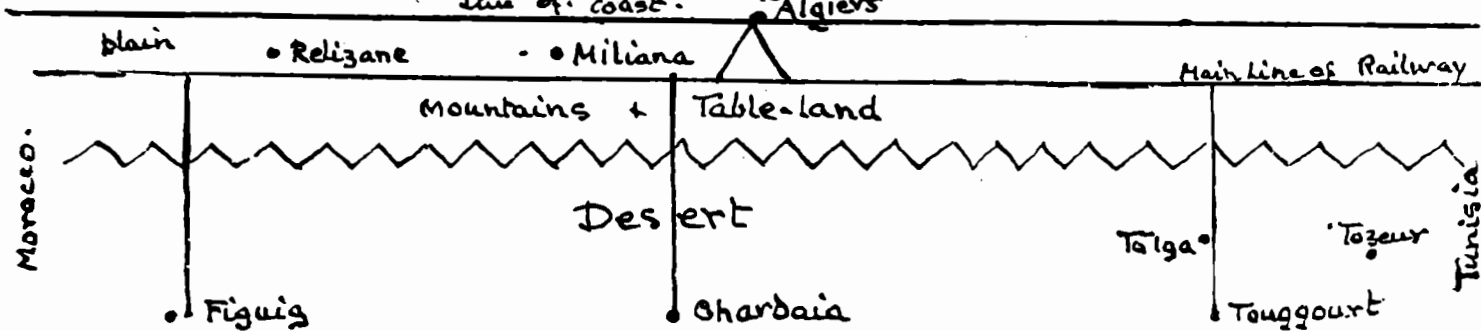 Line of. coast. Algiers
plain Relizane Miliana
Main Line of Railway
Mountains & Table-land
Morocco.
Desert
Tunisia
Tolga Tozeur
Figuig Ghardaia Touggourt